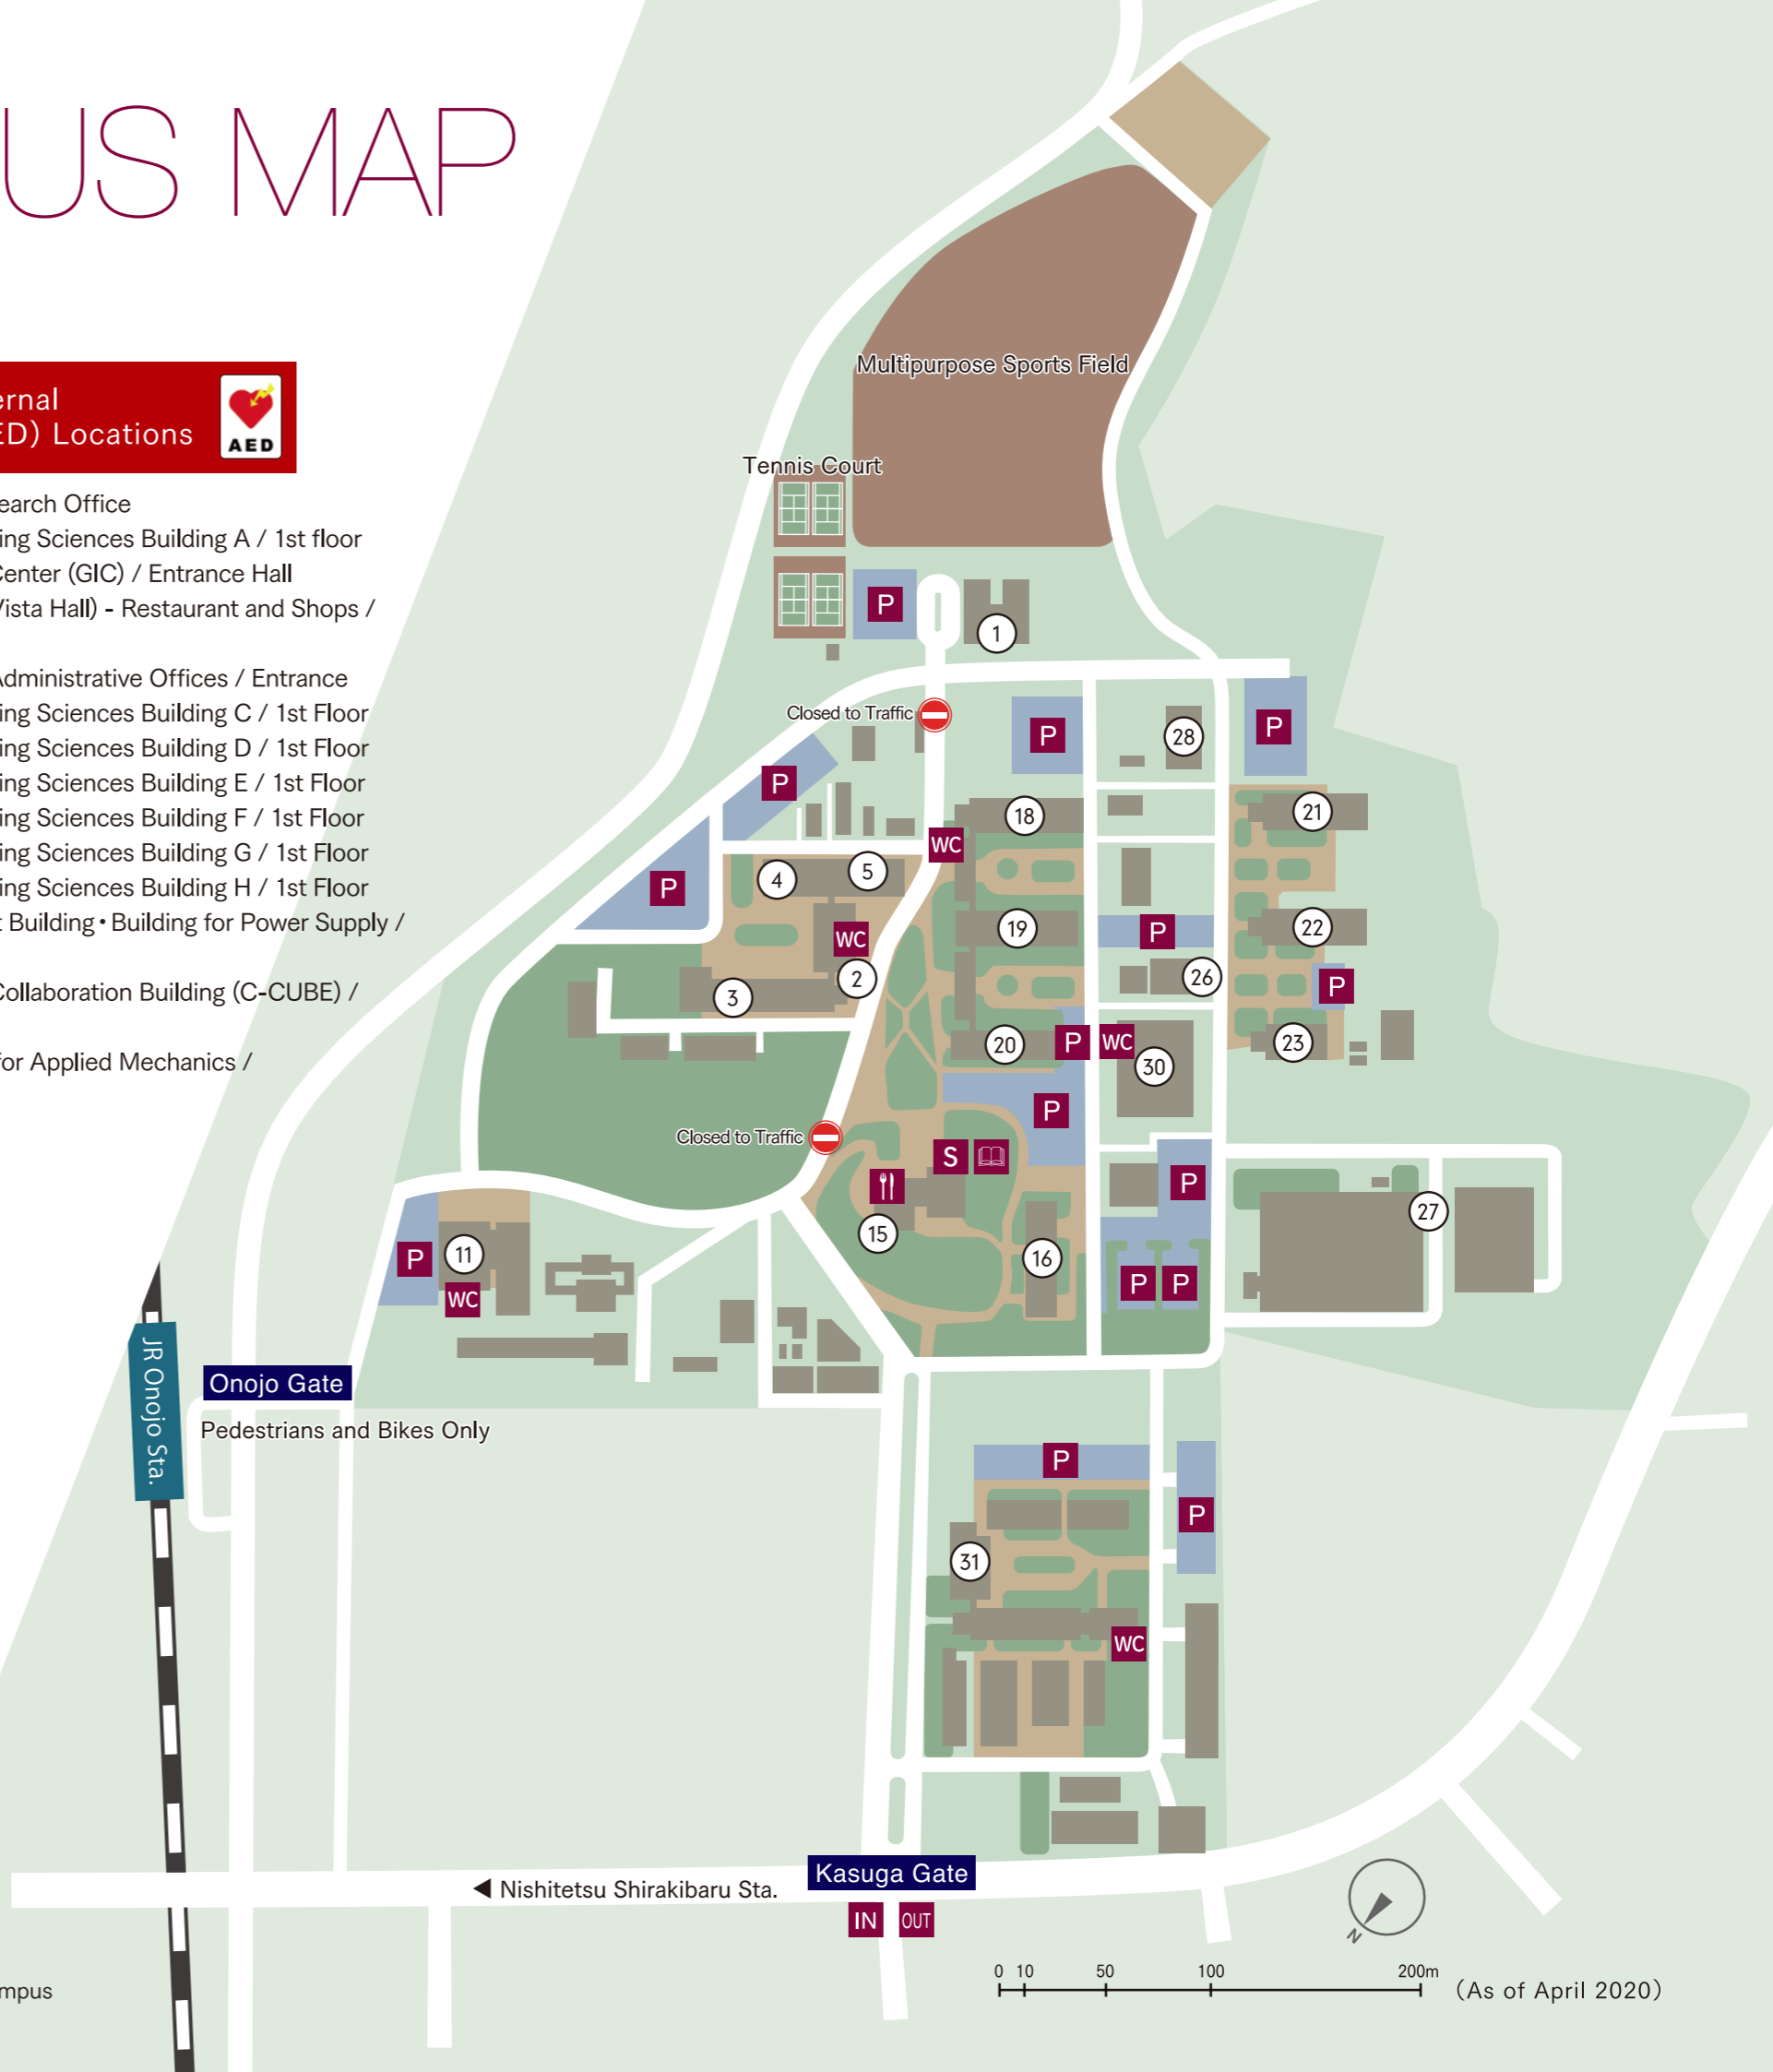 US MAP
ernal
ED) Locations
AED
earch Office
ing Sciences Building A / 1st floor
Center (GIC) / Entrance Hall
Vista Hall) - Restaurant and Shops /
Administrative Offices / Entrance
ing Sciences Building C / 1st Floor
ing Sciences Building D / 1st Floor
ing Sciences Building E / 1st Floor
ing Sciences Building F / 1st Floor
ing Sciences Building G / 1st Floor
ing Sciences Building H / 1st Floor
t Building・Building for Power Supply /
Collaboration Building (C-CUBE) /
for Applied Mechanics /
Multipurpose Sports Field
Tennis Court
P
1
Closed to Traffic
P
28
P
P
18
21
WC
4
5
P
19
22
P
WC
2
26
P
3
20
P
WC
30
23
P
Closed to Traffic
S
P
15
27
16
P
11
WC
P
P
JR Onojo Sta.
Onojo Gate
Pedestrians and Bikes Only
P
P
31
WC
Kasuga Gate
◀ Nishitetsu Shirakibaru Sta.
IN
OUT
N
0 10 50 100 200m
(As of April 2020)
mpus